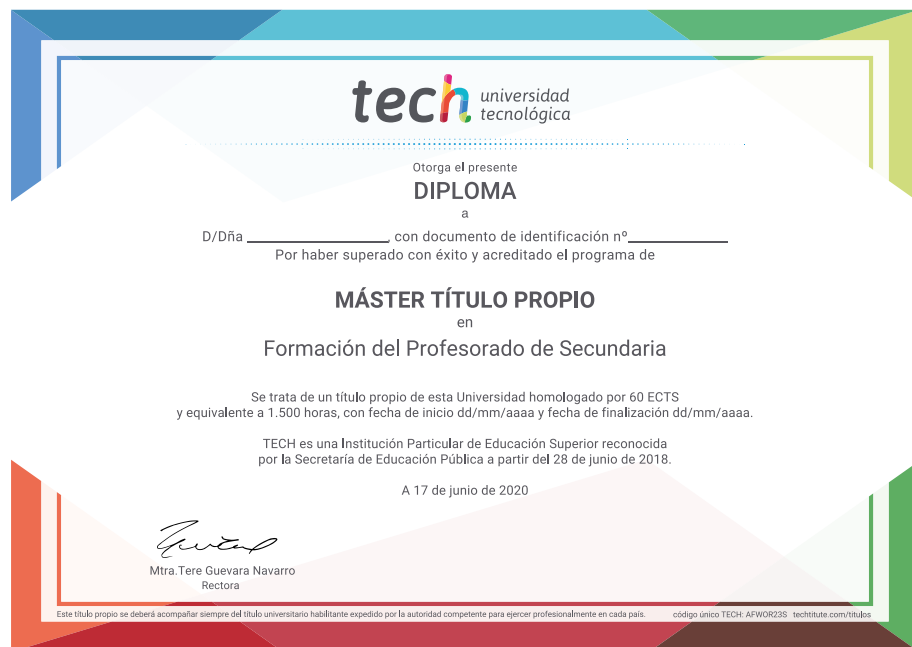 tech universidad
tecnológica
Otorga el presente
DIPLOMA
a
D/Dña ________________, con documento de identificación nº____________
Por haber superado con éxito y acreditado el programa de
MÁSTER TÍTULO PROPIO
en
Formación del Profesorado de Secundaria
Se trata de un título propio de esta Universidad homologado por 60 ECTS
y equivalente a 1.500 horas, con fecha de inicio dd/mm/aaaa y fecha de finalización dd/mm/aaaa.
TECH es una Institución Particular de Educación Superior reconocida
por la Secretaría de Educación Pública a partir del 28 de junio de 2018.
A 17 de junio de 2020
Mtra.Tere Guevara Navarro
Rectora
Este título propio se deberá acompañar siempre del título universitario habilitante expedido por la autoridad competente para ejercer profesionalmente en cada país. código único TECH: AFWOR23S techtitute.com/titulos